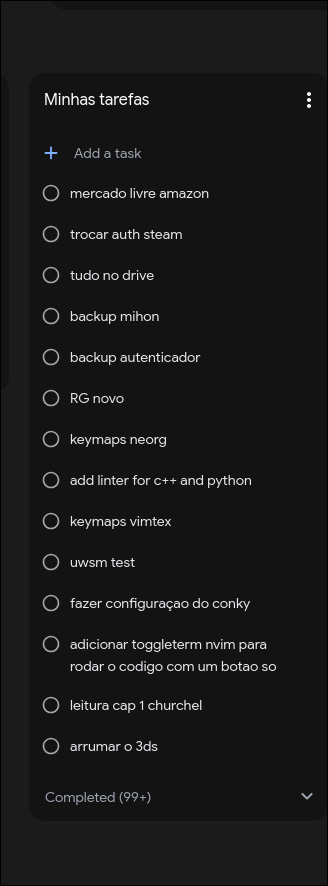 Minhas tarefas
Add a task
mercado livre amazon
trocar auth steam
tudo no drive
backup mihon
backup autenticador
RG novo
keymaps neorg
add linter for c++ and python
keymaps vimtex
uwsm test
fazer configuraçao do conky
adicionar toggleterm nvim para
rodar o codigo com um botao so
leitura cap 1 churchel
arrumar o 3ds
Completed (99+)